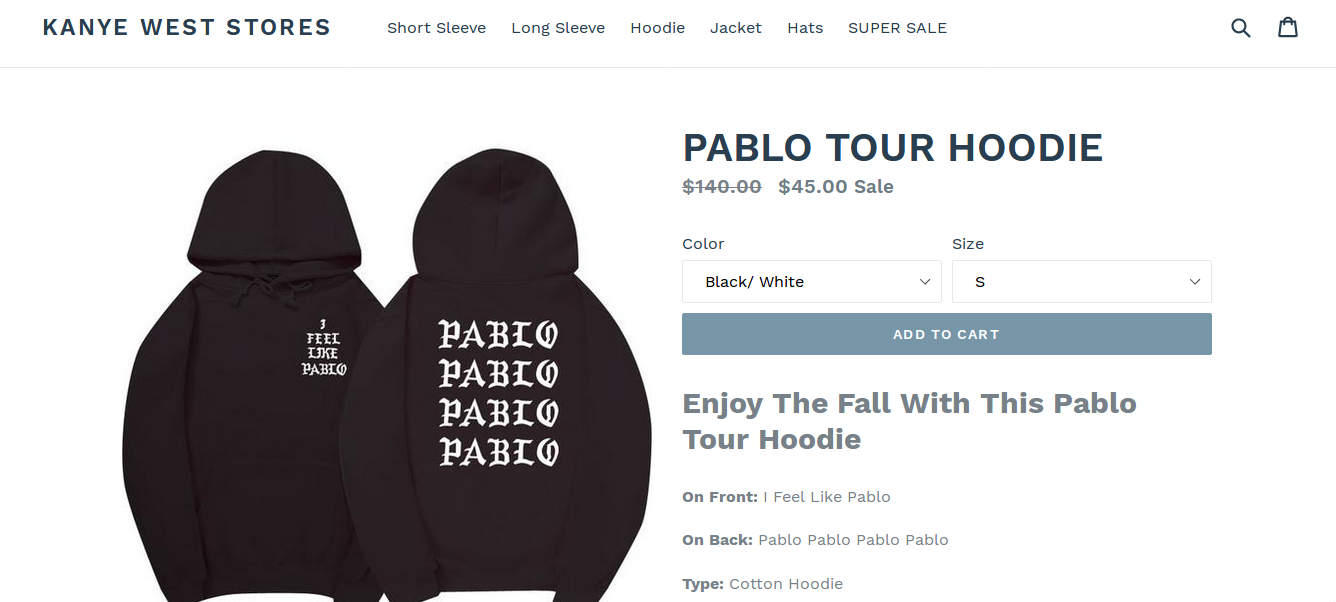 KANYE WEST STORES
Short Sleeve Long Sleeve Hoodie Jacket Hats SUPER SALE
I
FEEL
LIKE
PABLO
PABLO
PABLO
PABLO
PABLO
PABLO TOUR HOODIE
$140.00 $45.00 Sale
Color Size
Black/ White S
ADD TO CART
Enjoy The Fall With This Pablo
Tour Hoodie
On Front: I Feel Like Pablo
On Back: Pablo Pablo Pablo Pablo
Type: Cotton Hoodie